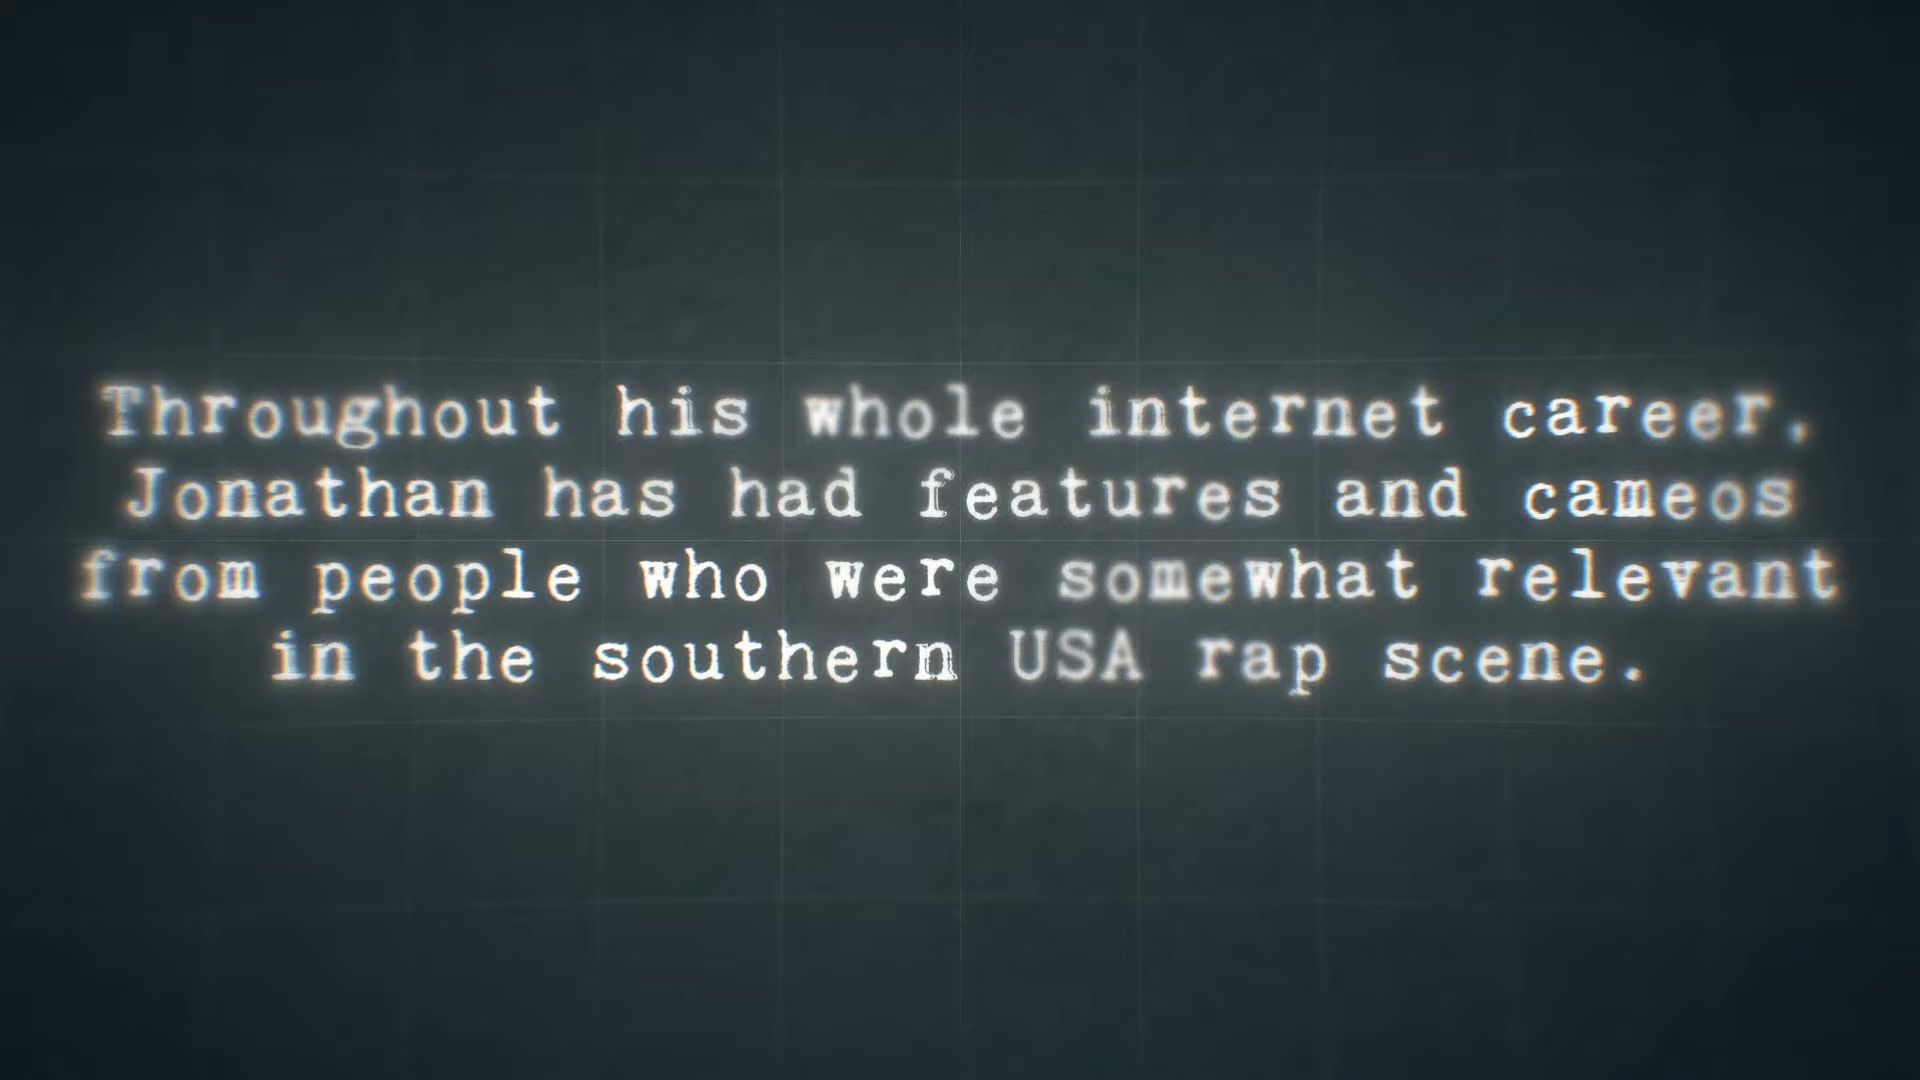 Throughout his whole internet career,
Jonathan has had features and cameos
from people who were somewhat relevant
in the southern USA rap scene.